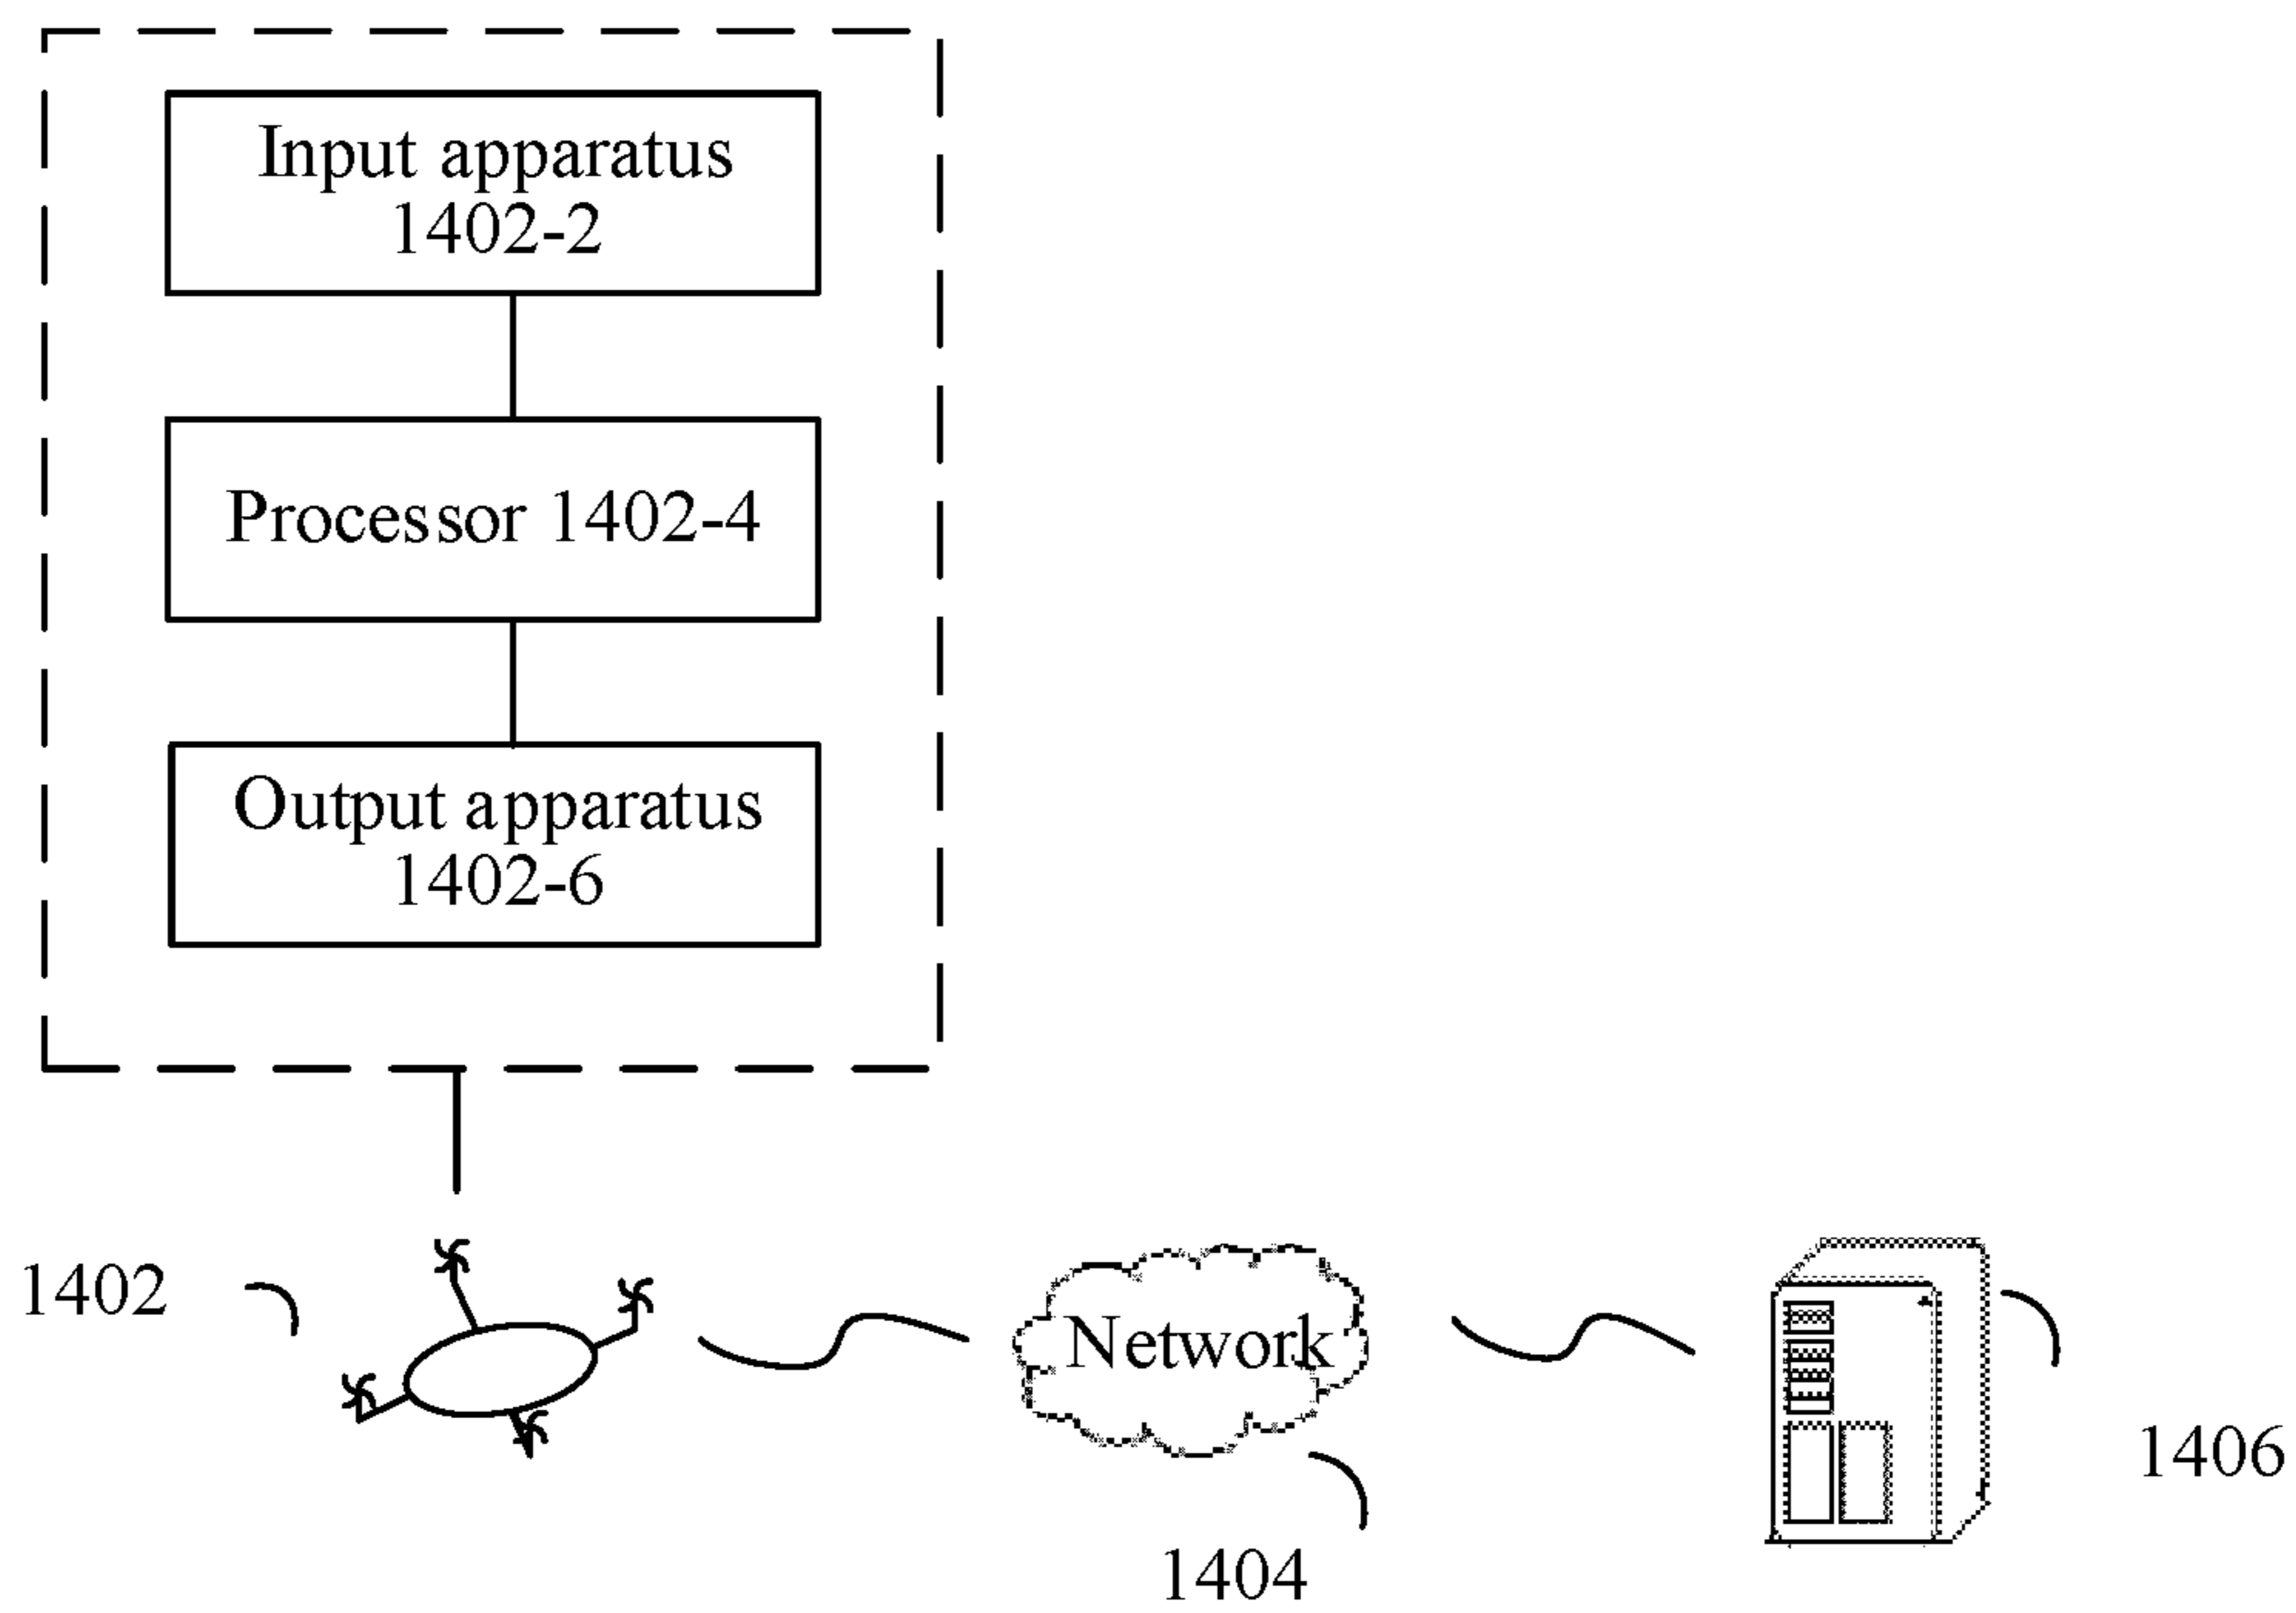 Input apparatus
1402-2
Processor 1402-4
Output apparatus
1402-6
1402
Network
1406
1404